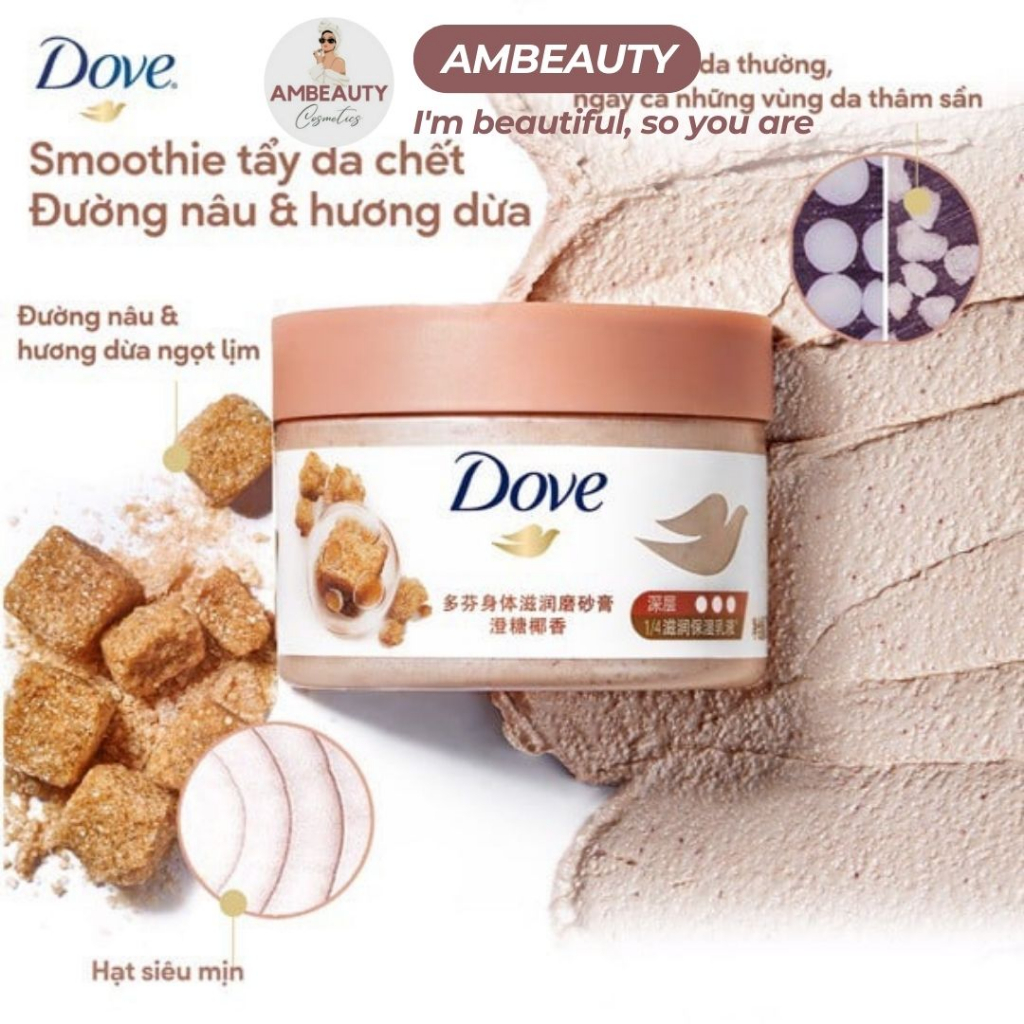 Dove
AMBEAUTY
Cosmetics
AMBEAUTY
I'm beautiful, so you are
da thường,
ngay cả những vùng da thâm sần
Smoothie tẩy da chết
Đường nâu & hương dừa
Đường nâu &
hương dừa ngọt lịm
Dove
多芬身体滋润磨砂膏
澄糖椰香
深层
1/4滋润保湿乳液
Hạt siêu mịn